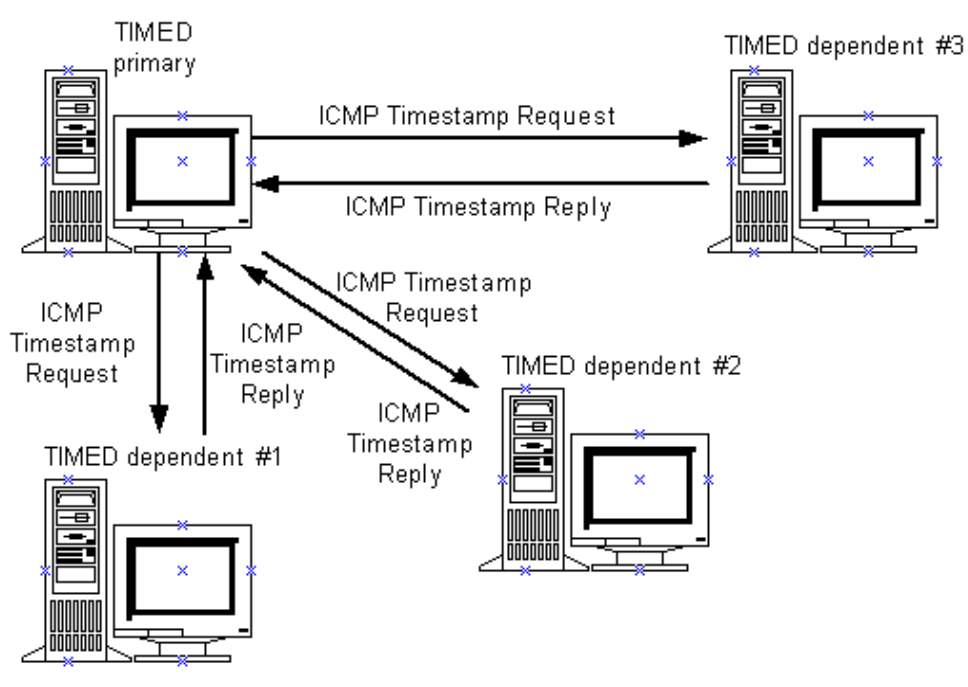 TIMED
primary
TIMED dependent #3
ICMP Timestamp Request
ICMP Timestamp Reply
ICMP Timestamp
Request
ICMP
Timestamp
Request
ICMP
Timestamp
Reply
TIMED dependent #2
ICMP
Timestamp
Reply
TIMED dependent #1